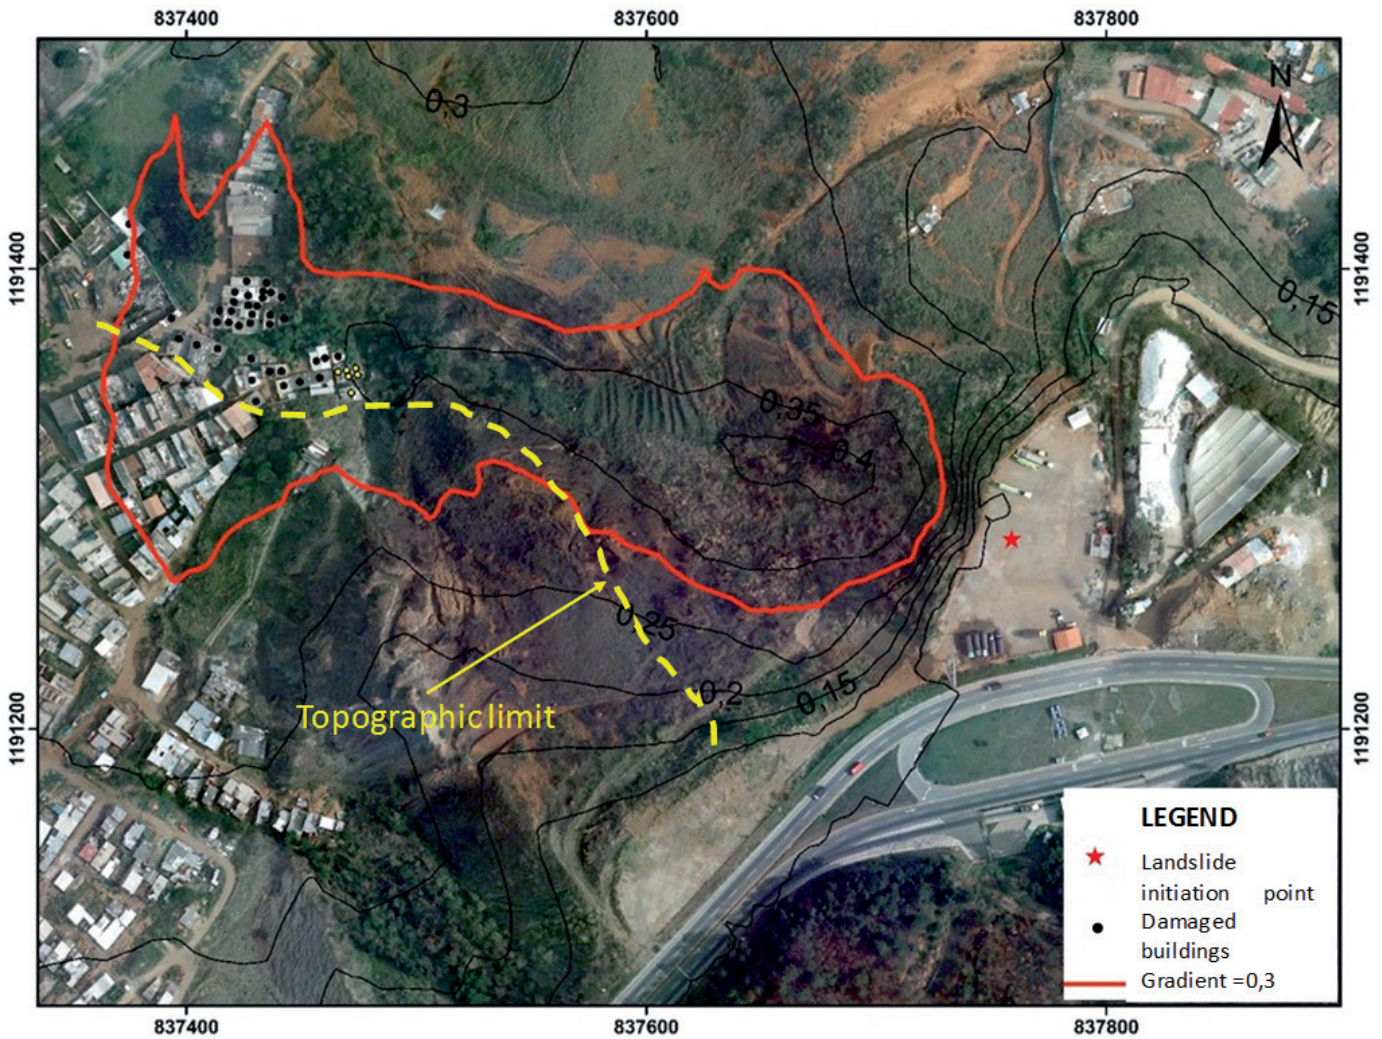 837400 837600 837800
N
0,3
1191400 1191400
0,15
0,35
0,4
0,25
0,2
0,15
Topographic limit
1191200 1191200
LEGEND
Landslide
initiation point
Damaged
buildings
Gradient =0,3
837400 837600 837800